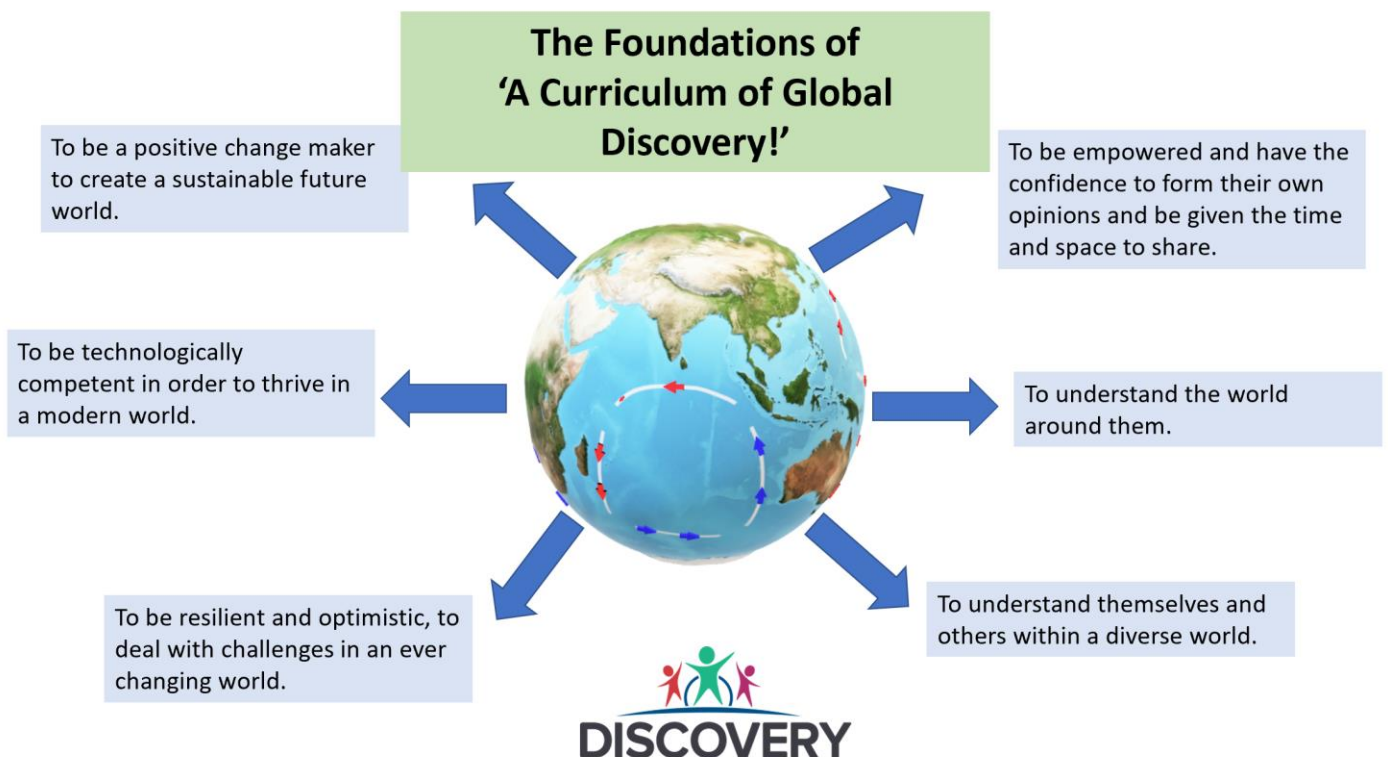 The Foundations of
‘A Curriculum of Global
Discovery!’
To be a positive change maker
to create a sustainable future
world.
To be empowered and have the
confidence to form their own
opinions and be given the time
and space to share.
To be technologically
competent in order to thrive in
a modern world.
To understand the world
around them.
To be resilient and optimistic, to
deal with challenges in an ever
changing world.
To understand themselves and
others within a diverse world.
DISCOVERY